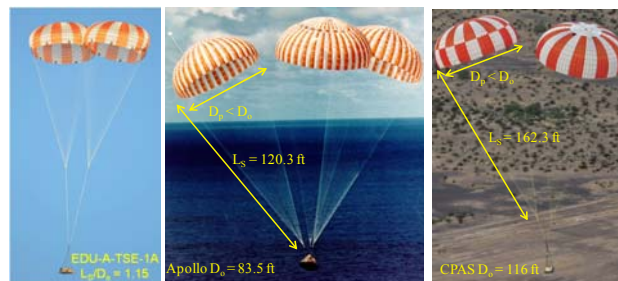 EDU-A-TSE-1A
Lₛ/Dₒ = 1.15
Dₚ < Dₒ
Lₛ = 120.3 ft
Apollo Dₒ = 83.5 ft
Dₚ < Dₒ
Lₛ = 162.3 ft
CPAS Dₒ = 116 ft